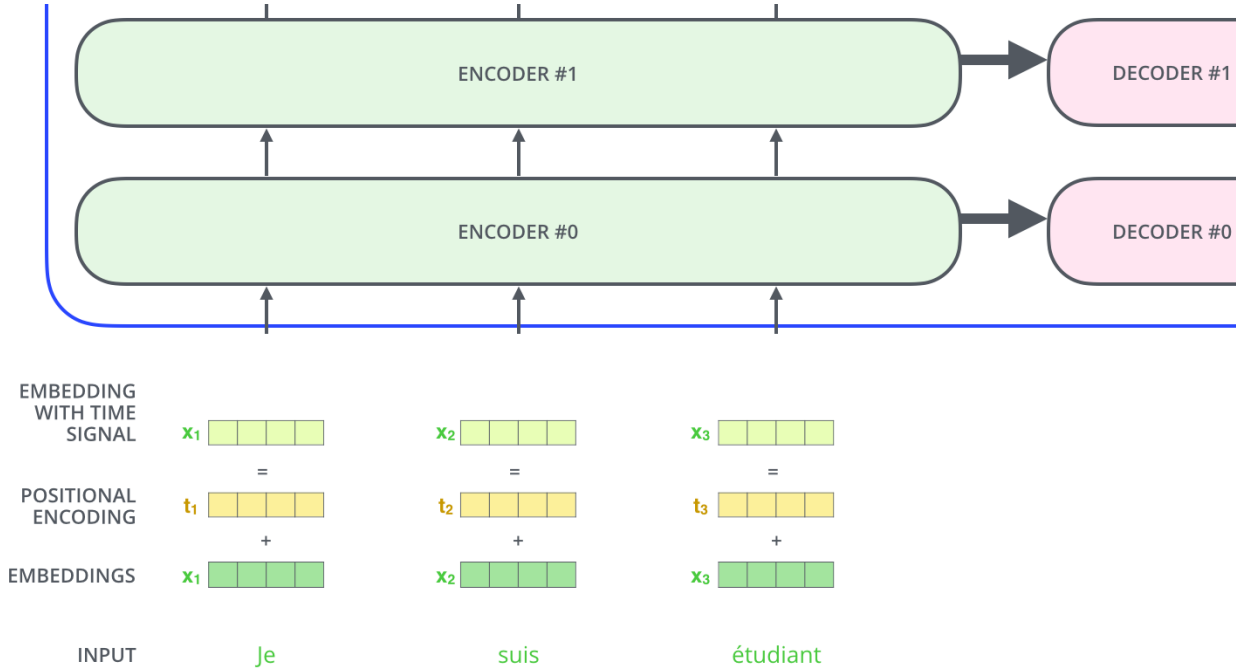 ENCODER #1
DECODER #1
ENCODER #0
DECODER #0
EMBEDDING
WITH TIME
SIGNAL
x₁
x₂
x₃
=
=
=
POSITIONAL
ENCODING
t₁
t₂
t₃
+
+
+
EMBEDDINGS
x₁
x₂
x₃
INPUT
Je
suis
étudiant